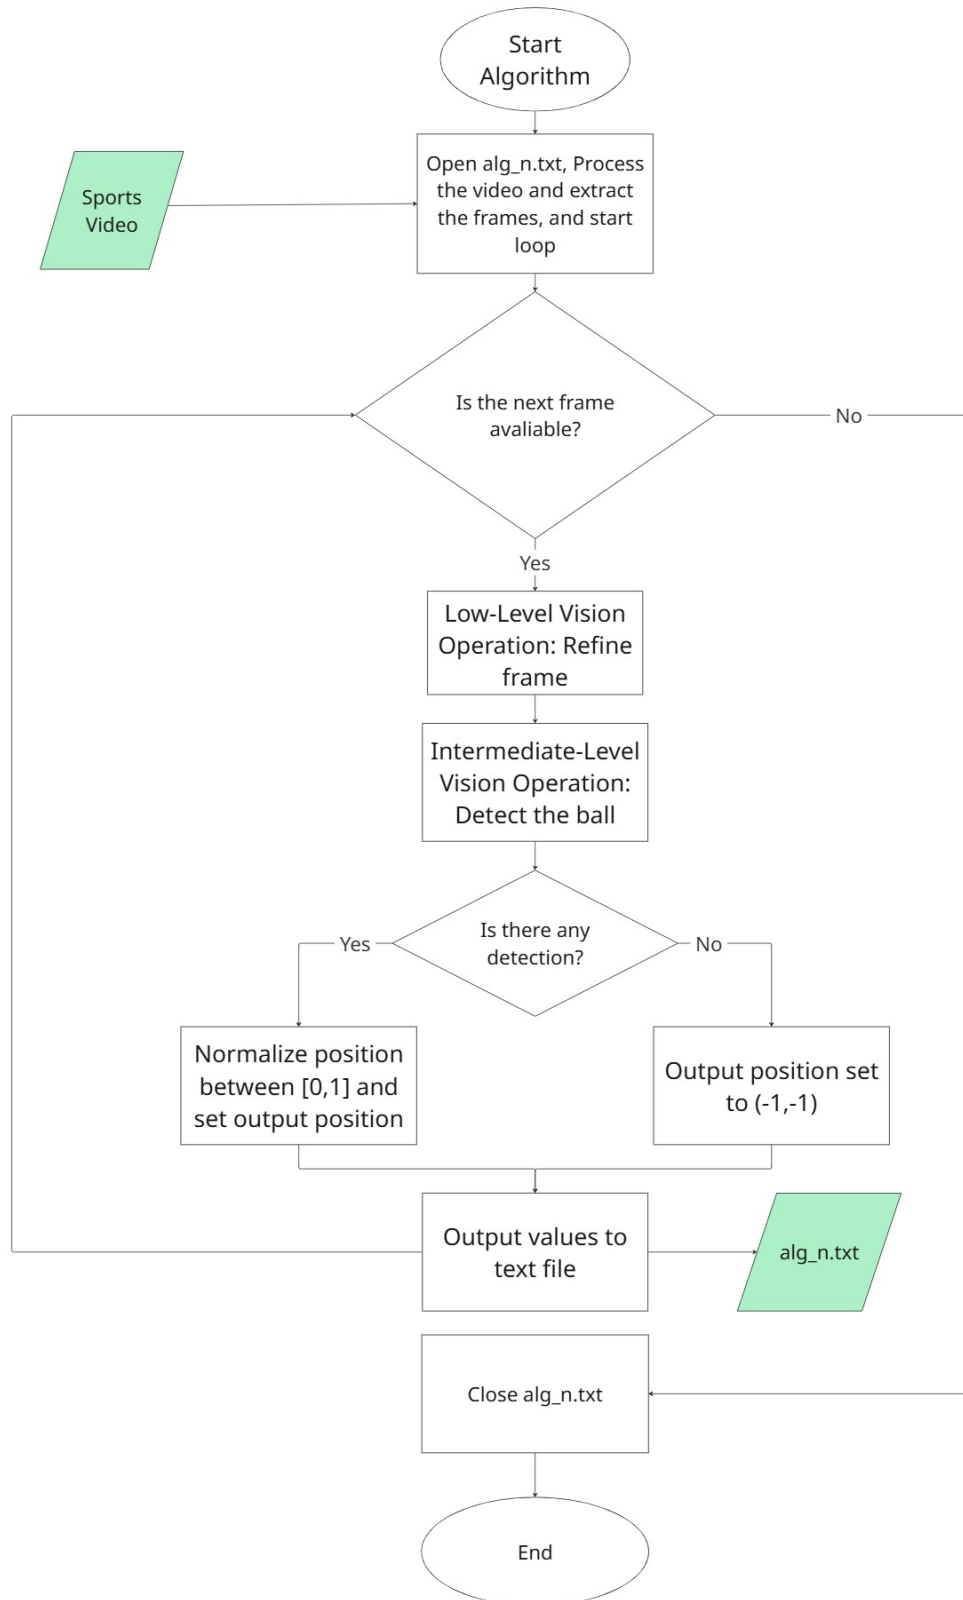 Start
Algorithm
Open alg_n.txt, Process
the video and extract
the frames, and start
loop
Sports
Video
Is the next frame
avaliable?
No
Yes
Low-Level Vision
Operation: Refine
frame
Intermediate-Level
Vision Operation:
Detect the ball
Is there any
detection?
Yes
No
Normalize position
between [0,1] and
set output position
Output position set
to (-1,-1)
Output values to
text file
alg_n.txt
Close alg_n.txt
End